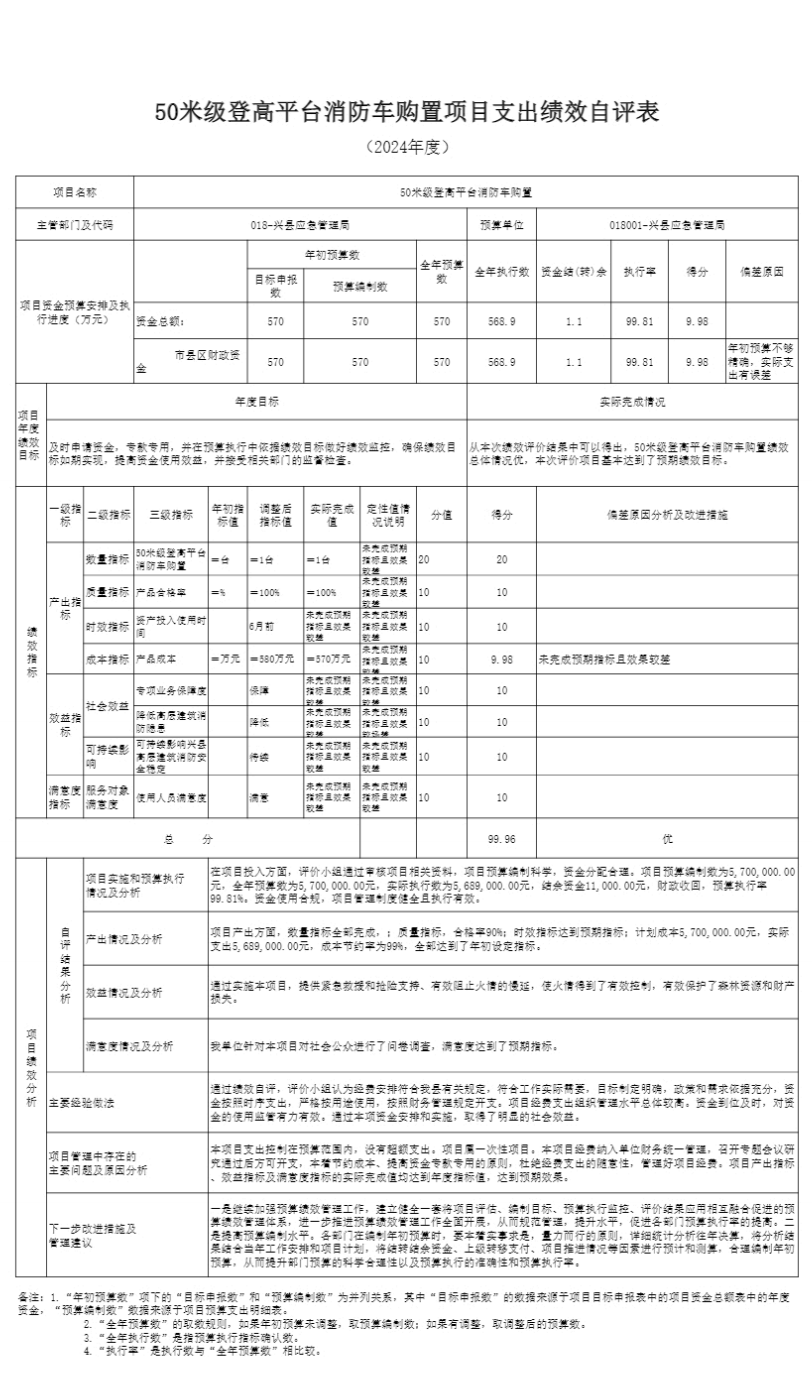 50米级登高平台消防车购置项目支出绩效自评表
（2024年度）
项目名称 50米级登高平台消防车购置
主管部门及代码 018-兴县应急管理局 预算单位 018001-兴县应急管理局
项目资金预算安排及执行进度（万元） 年初预算数 全年预算数 全年执行数 资金结(转)余 执行率 得分 偏差原因
目标申报数 预算编制数
资金总额： 570 570 570 568.9 1.1 99.81 9.98
市县区财政资金 570 570 570 568.9 1.1 99.81 9.98 年初预算不够精确，实际支出有误差
项目年度绩效目标 年度目标 实际完成情况
及时申请资金，专款专用，并在预算执行中依据绩效目标做好绩效监控，确保绩效目标如期实现，提高资金使用效益，并接受相关部门的监督检查。
从本次绩效评价结果中可以得出，50米级登高平台消防车购置绩效总体情况优，本次评价项目基本达到了预期绩效目标。
绩效指标 一级指标 二级指标 三级指标 年初指标值 调整后指标值 实际完成值 定性值情况说明 分值 得分 偏差原因分析及改进措施
产出指标 数量指标 50米级登高平台消防车购置 ＝台 ＝1台 ＝1台 未完成预期指标且效果较差 20 20
质量指标 产品合格率 ＝% ＝100% ＝100% 未完成预期指标且效果较差 10 10
时效指标 资产投入使用时间 6月前 未完成预期指标且效果较差 未完成预期指标且效果较差 10 10
成本指标 产品成本 ＝万元 ＝580万元 ＝570万元 未完成预期指标且效果较差 10 9.98 未完成预期指标且效果较差
效益指标 社会效益 专项业务保障度 保障 未完成预期指标且效果较差 未完成预期指标且效果较差 10 10
降低高层建筑消防隐患 降低 未完成预期指标且效果较差 未完成预期指标且效果较差 10 10
可持续影响 可持续影响兴县高层建筑消防安全稳定 持续 未完成预期指标且效果较差 未完成预期指标且效果较差 10 10
满意度指标 服务对象满意度 使用人员满意度 满意 未完成预期指标且效果较差 未完成预期指标且效果较差 10 10
总 分 99.96 优
项目绩效分析 自评结果分析 项目实施和预算执行情况及分析
在项目投入方面，评价小组通过审核项目相关资料，项目预算编制科学，资金分配合理。项目预算编制数为5,700,000.00
元，全年预算数为5,700,000.00元，实际执行数为5,689,000.00元，结余资金11,000.00元，财政收回，预算执行率
99.81%。资金使用合规，项目管理制度健全且执行有效。
产出情况及分析
项目产出方面，数量指标全部完成，；质量指标，合格率90%；时效指标达到预期指标；计划成本5,700,000.00元，实际
支出5,689,000.00元，成本节约率为99%，全部达到了年初设定指标。
效益情况及分析
通过实施本项目，提供紧急救援和抢险支持、有效阻止火情的慢延，使火情得到了有效控制，有效保护了森林资源和财产
损失。
满意度情况及分析
我单位针对本项目对社会公众进行了问卷调查，满意度达到了预期指标。
主要经验做法
通过绩效自评，评价小组认为经费安排符合我县有关规定，符合工作实际需要，目标制定明确，政策和需求依据充分，资
金按照时序支出，严格按用途使用，按照财务管理规定开支。项目经费支出组织管理水平总体较高。资金到位及时，对资
金的使用监管有力有效。通过本项资金安排和实施，取得了明显的社会效益。
项目管理中存在的主要问题及原因分析
本项目支出控制在预算范围内，没有超额支出。项目属一次性项目。本项目经费纳入单位财务统一管理，召开专题会议研
究通过后方可开支，本着节约成本、提高资金专款专用的原则，杜绝经费支出的随意性，管理好项目经费。项目产出指标
、效益指标及满意度指标的实际完成值均达到年度指标值，达到预期效果。
下一步改进措施及管理建议
一是继续加强预算绩效管理工作，建立健全一套将项目评估、编制目标、预算执行监控、评价结果应用相互融合促进的预
算绩效管理体系，进一步推进预算绩效管理工作全面开展，从而规范管理，提升水平，促进各部门预算执行率的提高。二
是提高预算编制水平。各部门在编制年初预算时，要本着实事求是，量力而行的原则，详细统计分析往年决算，将分析结
果结合当年工作安排和项目计划，将结转结余资金、上级转移支付、项目推进情况等因素进行预计和测算，合理编制年初
预算，从而提升部门预算的科学合理性以及预算执行的准确性和预算执行率。
备注：1.“年初预算数”项下的“目标申报数”和“预算编制数”为并列关系，其中“目标申报数”的数据来源于项目目标申报表中的项目资金总额表中的年度
资金，“预算编制数”数据来源于项目预算支出明细表。
2.“全年预算数”的取数规则，如果年初预算未调整，取预算编制数；如果有调整，取调整后的预算数。
3.“全年执行数”是指预算执行指标确认数。
4.“执行率”是执行数与“全年预算数”相比较。